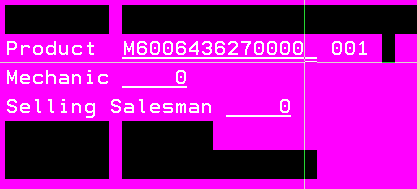 Product M6006436270000_ 001
Mechanic 0
Selling Salesman 0